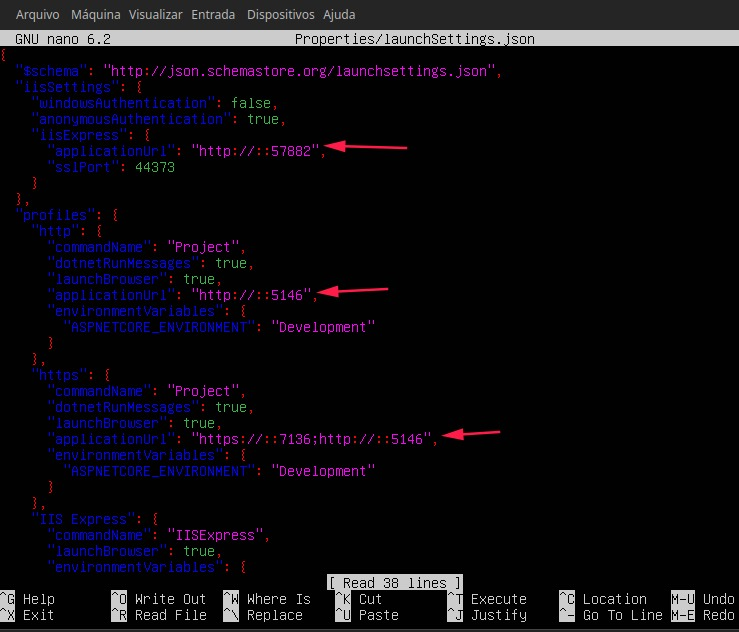 Arquivo Máquina Visualizar Entrada Dispositivos Ajuda
GNU nano 6.2 Properties/launchSettings.json
{
"$schema": "http://json.schemastore.org/launchsettings.json",
"iisSettings": {
"windowsAuthentication": false,
"anonymousAuthentication": true,
"iisExpress": {
"applicationUrl": "http://::57882",
"sslPort": 44373
}
},
"profiles": {
"http": {
"commandName": "Project",
"dotnetRunMessages": true,
"launchBrowser": true,
"applicationUrl": "http://::5146",
"environmentVariables": {
"ASPNETCORE_ENVIRONMENT": "Development"
}
},
"https": {
"commandName": "Project",
"dotnetRunMessages": true,
"launchBrowser": true,
"applicationUrl": "https://::7136;http://::5146",
"environmentVariables": {
"ASPNETCORE_ENVIRONMENT": "Development"
}
},
"IIS Express": {
"commandName": "IISExpress",
"launchBrowser": true,
"environmentVariables": {
[ Read 38 lines ]
^G Help ^O Write Out ^W Where Is ^K Cut ^T Execute ^C Location M-U Undo
^X Exit ^R Read File ^\ Replace ^U Paste ^J Justify ^- Go To Line M-E Redo